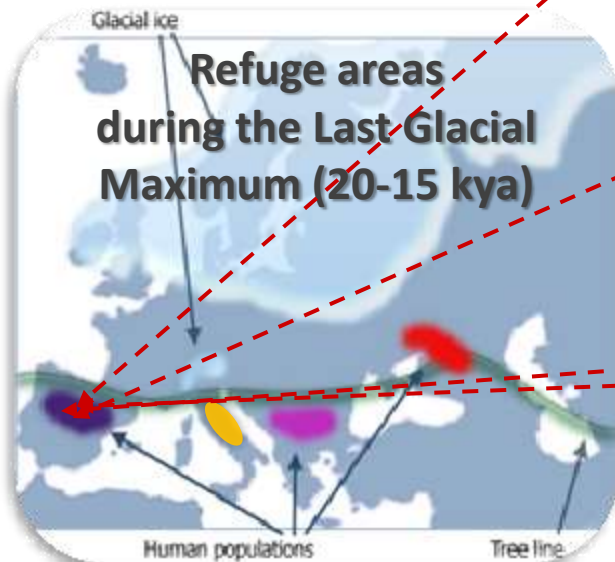 Glacial ice
Refuge areas
during the Last Glacial
Maximum (20-15 kya)
Human populations
Tree line